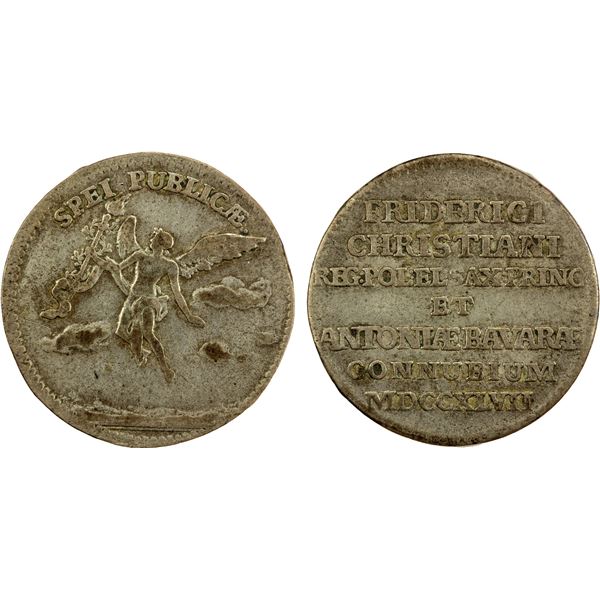 SPEI PUBLICÆ.
FRIDERICI
CHRISTIANI
REG·POL·EL·SAX·PRINC
ET
ANTONIÆ BAVARÆ
CONNUBIUM
MDCCXLVII